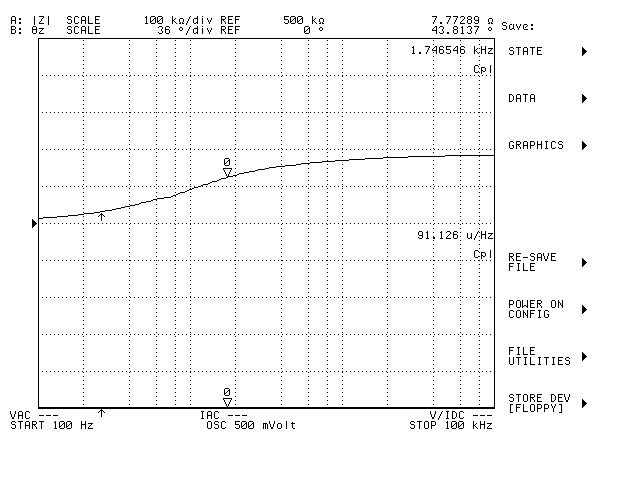 A: |Z| SCALE 100 kΩ/div REF 500 kΩ 7.77289 Ω
B: θz SCALE 36 °/div REF 0 ° 43.8137 °
Save:
1.746546 kHz
Cpl
STATE
DATA
GRAPHICS
0
91.126 u/Hz
Cpl
RE-SAVE
FILE
POWER ON
CONFIG
FILE
UTILITIES
0
STORE DEV
[FLOPPY]
VAC --- IAC --- V/IDC ---
START 100 Hz OSC 500 mVolt STOP 100 kHz